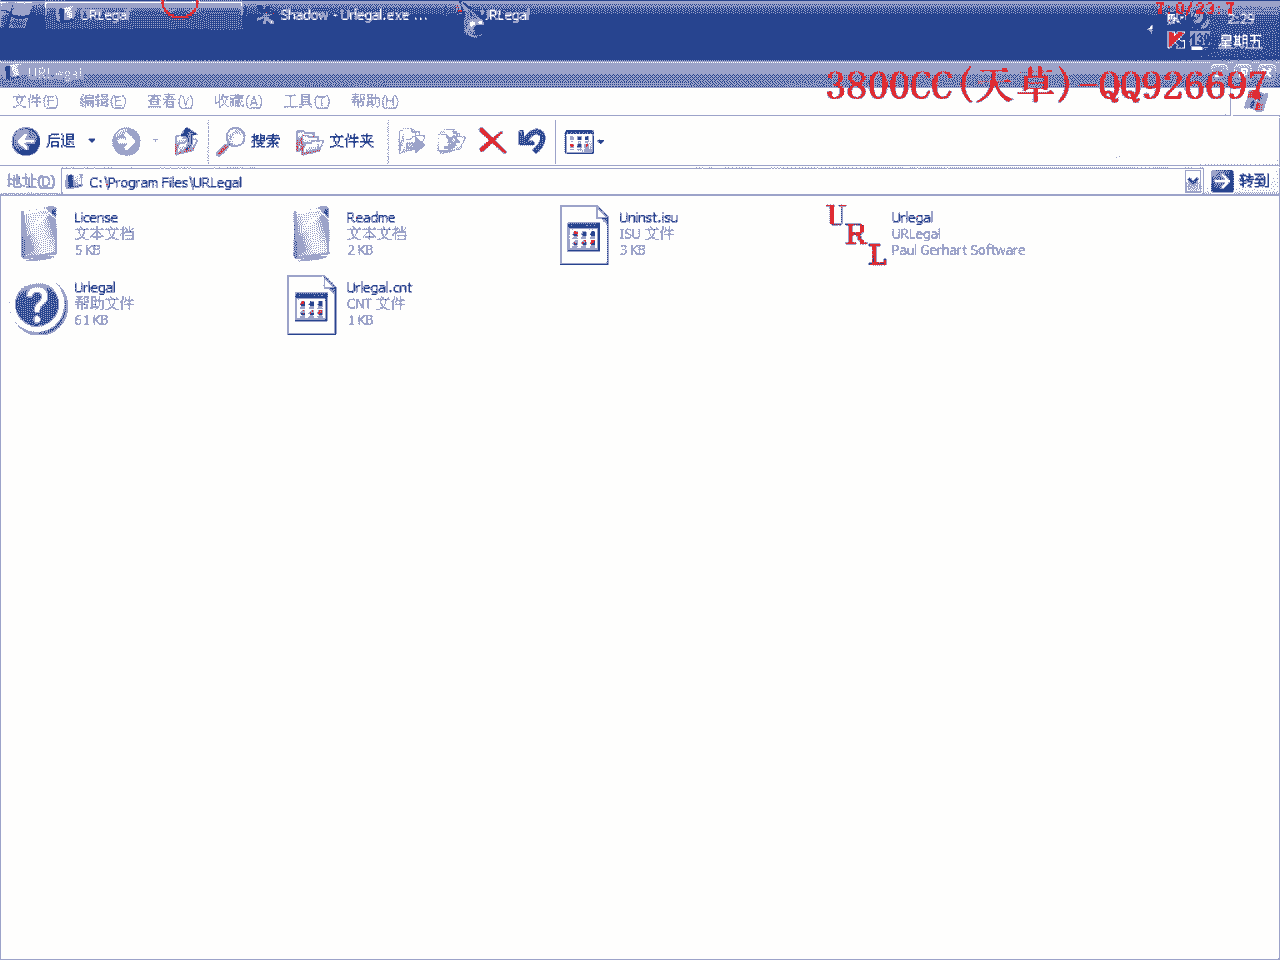 URLegal
Shadow - Urlegal.exe ...
URLegal
2:29
星期五
URLegal
3800CC(天草)-QQ926697
文件(F) 编辑(E) 查看(V) 收藏(A) 工具(T) 帮助(H)
后退 搜索 文件夹
地址(D) C:\Program Files\URLegal 转到
License
文本文档
5 KB
Readme
文本文档
2 KB
Uninst.isu
ISU 文件
3 KB
URL
Urlegal
URLegal
Paul Gerhart Software
Urlegal
帮助文件
61 KB
Urlegal.cnt
CNT 文件
1 KB